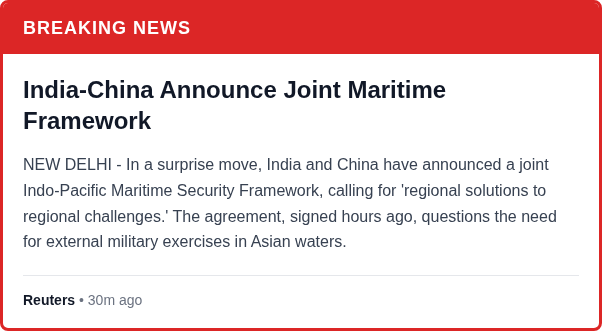 BREAKING NEWS
India-China Announce Joint Maritime
Framework
NEW DELHI - In a surprise move, India and China have announced a joint
Indo-Pacific Maritime Security Framework, calling for 'regional solutions to
regional challenges.' The agreement, signed hours ago, questions the need
for external military exercises in Asian waters.
Reuters • 30m ago